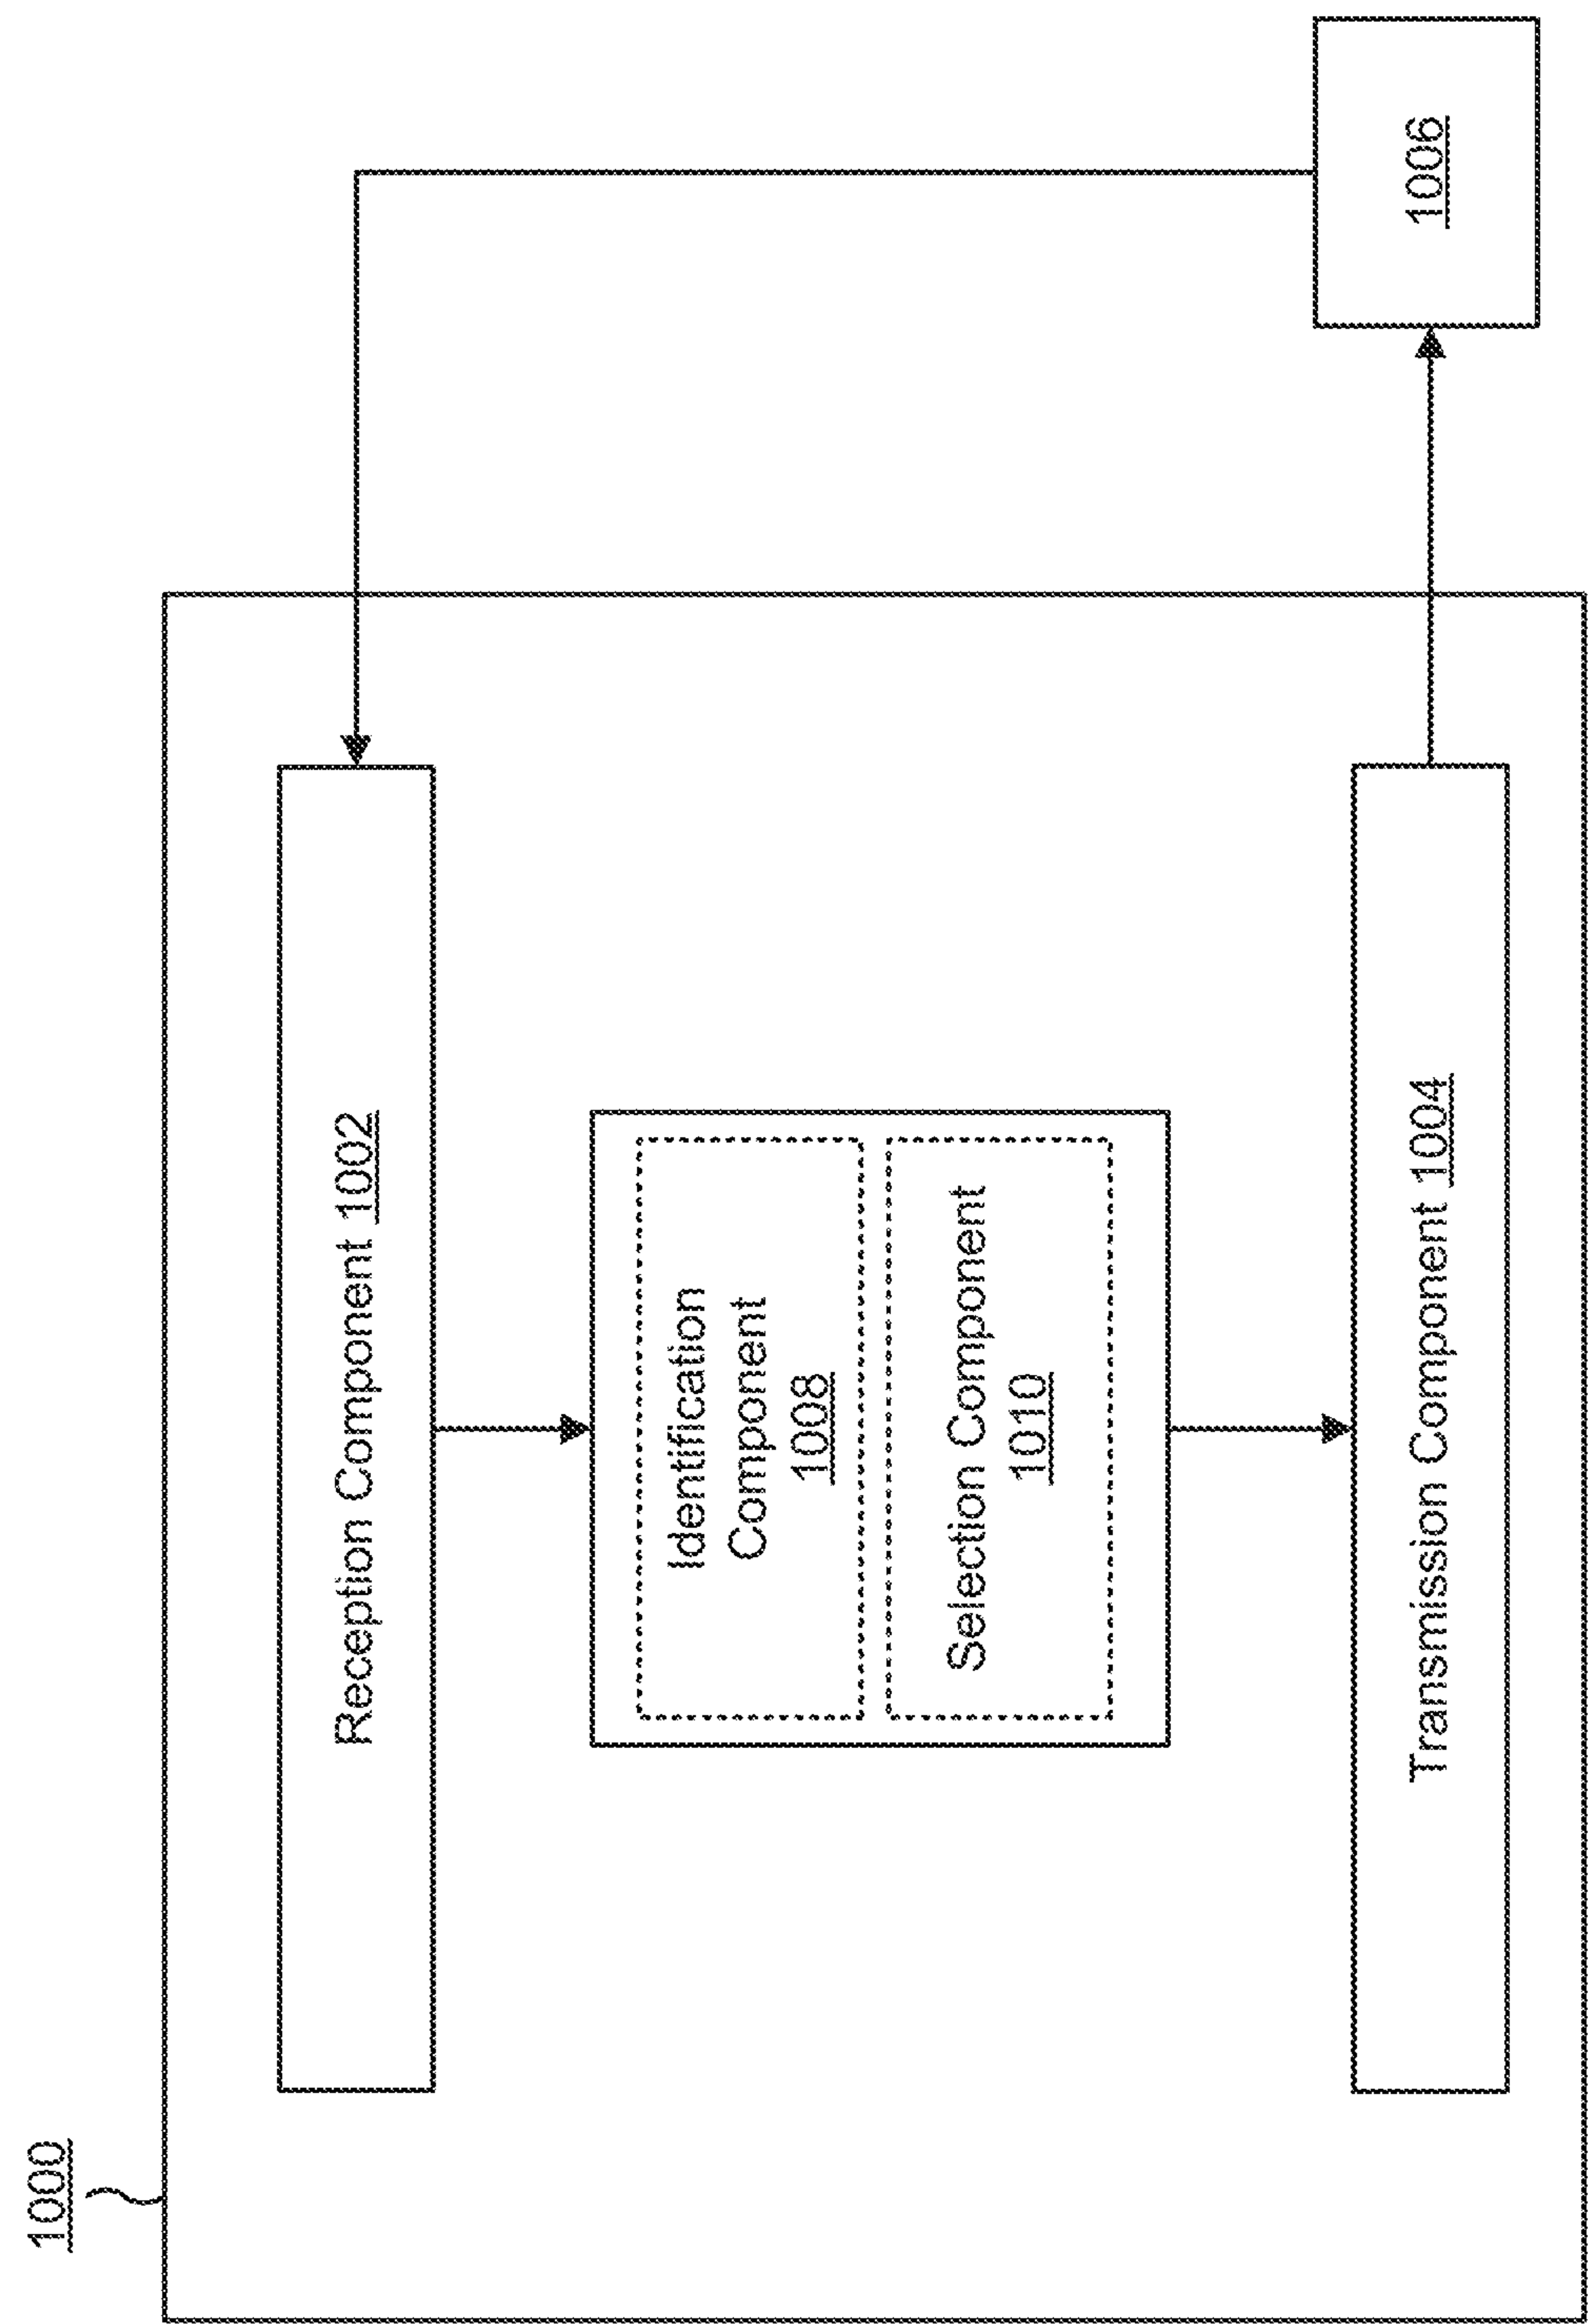 1000
Reception Component 1002
Identification
Component
1008
Selection Component
1010
Transmission Component 1004
1006